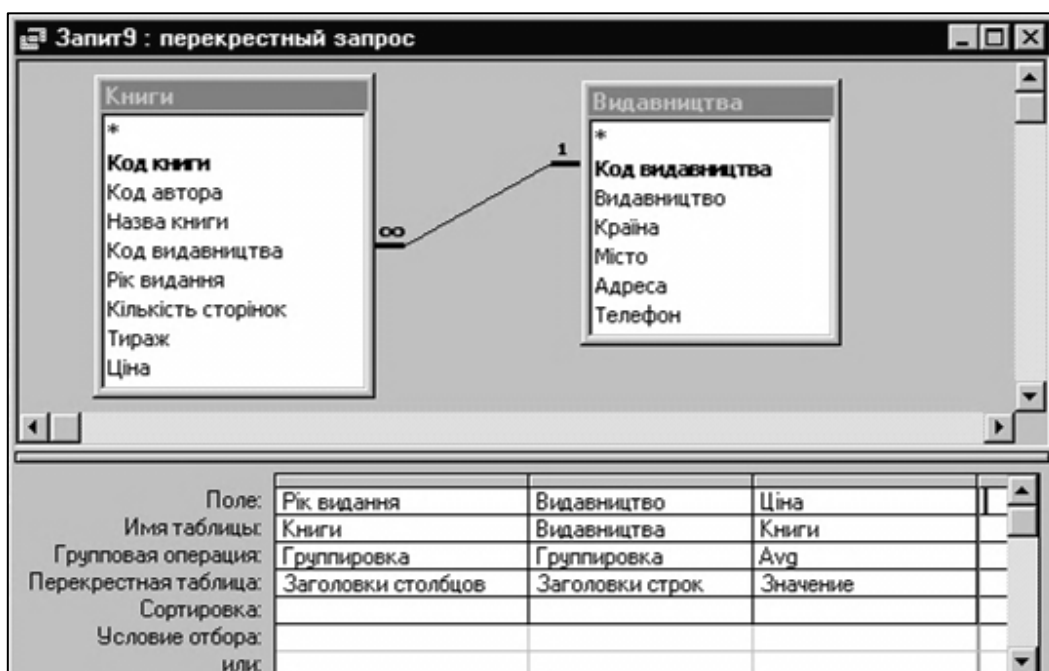 Запит9 : перекрестный запрос
Книги
*
Код книги
Код автора
Назва книги
Код видавництва
Рік видання
Кількість сторінок
Тираж
Ціна
∞
1
Видавництва
*
Код видавництва
Видавництво
Країна
Місто
Адреса
Телефон
Поле: Рік видання Видавництво Ціна
Имя таблицы: Книги Видавництва Книги
Групповая операция: Группировка Группировка Avg
Перекрестная таблица: Заголовки столбцов Заголовки строк Значение
Сортировка:
Условие отбора:
или: